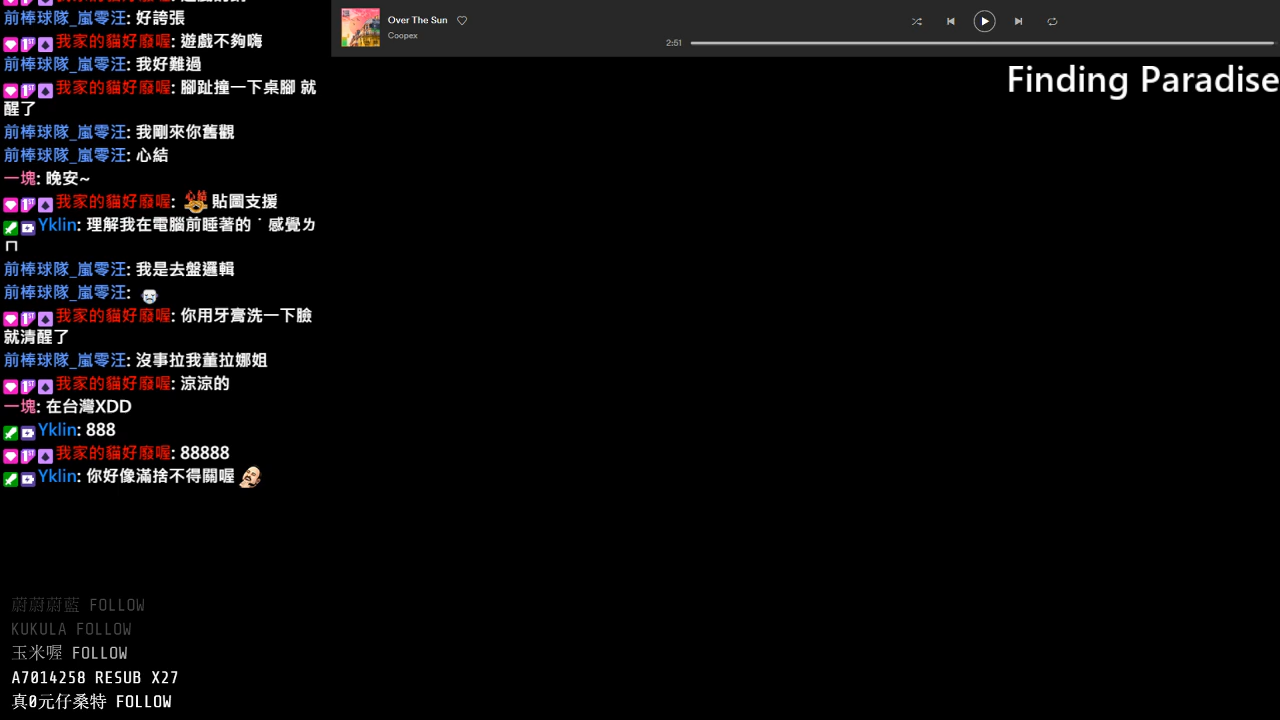 前棒球隊_嵐零汪: 好誇張
我家的貓好廢喔: 遊戲不夠嗨
前棒球隊_嵐零汪: 我好難過
我家的貓好廢喔: 腳趾撞一下桌腳 就
醒了
前棒球隊_嵐零汪: 我剛來你舊觀
前棒球隊_嵐零汪: 心結
一塊: 晚安~
我家的貓好廢喔: 心結 貼圖支援
Yklin: 理解我在電腦前睡著的˙感覺ㄌ
ㄇ
前棒球隊_嵐零汪: 我是去盤邏輯
前棒球隊_嵐零汪:
我家的貓好廢喔: 你用牙膏洗一下臉
就清醒了
前棒球隊_嵐零汪: 沒事拉我董拉娜姐
我家的貓好廢喔: 涼涼的
一塊: 在台灣XDD
Yklin: 888
我家的貓好廢喔: 88888
Yklin: 你好像滿捨不得關喔
蔚蔚蔚藍 FOLLOW
KUKULA FOLLOW
玉米喔 FOLLOW
A7014258 RESUB X27
真0元仔桑特 FOLLOW
Over The Sun
Coopex
2:51
Finding Paradise